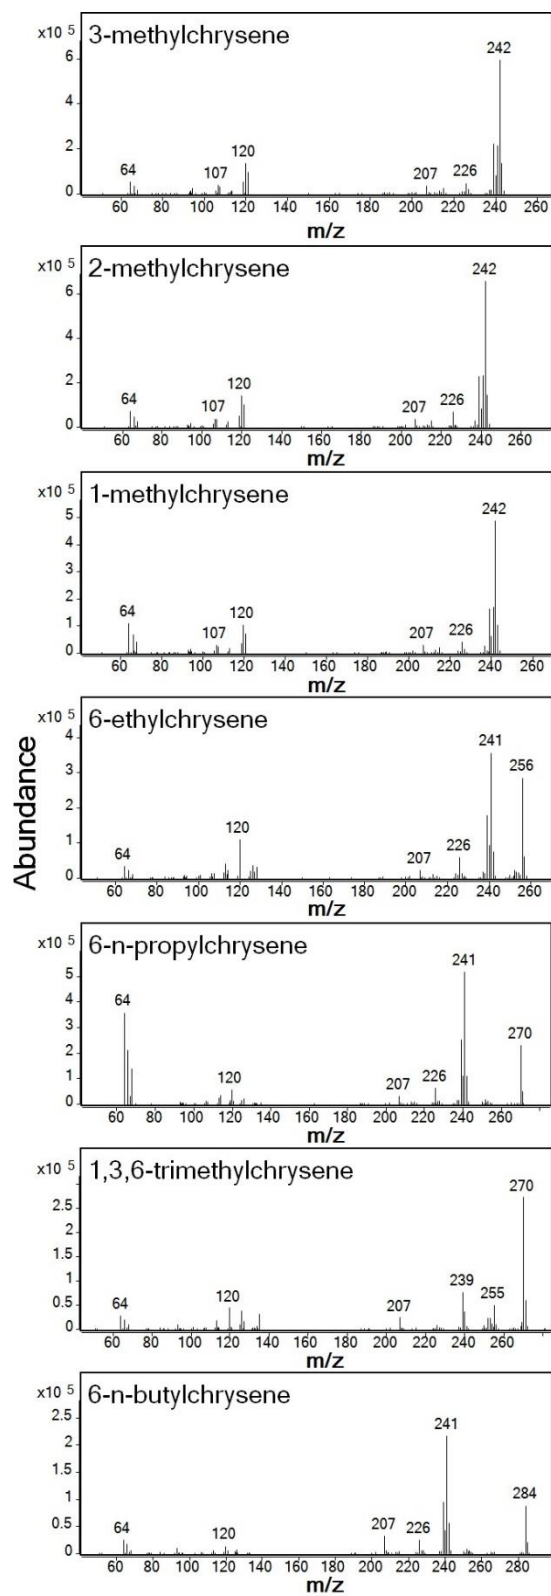 Abundance
x10 5
3-methylchrysene
6
4
2
0
64
107
120
207
226
242
60 80 100 120 140 160 180 200 220 240 260
m/z
x10 5
2-methylchrysene
6
4
2
0
64
107
120
207
226
242
60 80 100 120 140 160 180 200 220 240 260
m/z
x10 5
1-methylchrysene
5
4
3
2
1
0
64
107
120
207
226
242
60 80 100 120 140 160 180 200 220 240 260
m/z
x10 5
6-ethylchrysene
4
3
2
1
0
64
120
207
226
241
256
60 80 100 120 140 160 180 200 220 240 260
m/z
x10 5
6-n-propylchrysene
5
4
3
2
1
0
64
120
207
226
241
270
60 80 100 120 140 160 180 200 220 240 260
m/z
x10 5
1,3,6-trimethylchrysene
2.5
2
1.5
1
0.5
0
64
120
207
239
255
270
60 80 100 120 140 160 180 200 220 240 260
m/z
x10 5
6-n-butylchrysene
2.5
2
1.5
1
0.5
0
64
120
207
226
241
284
60 80 100 120 140 160 180 200 220 240 260 280
m/z